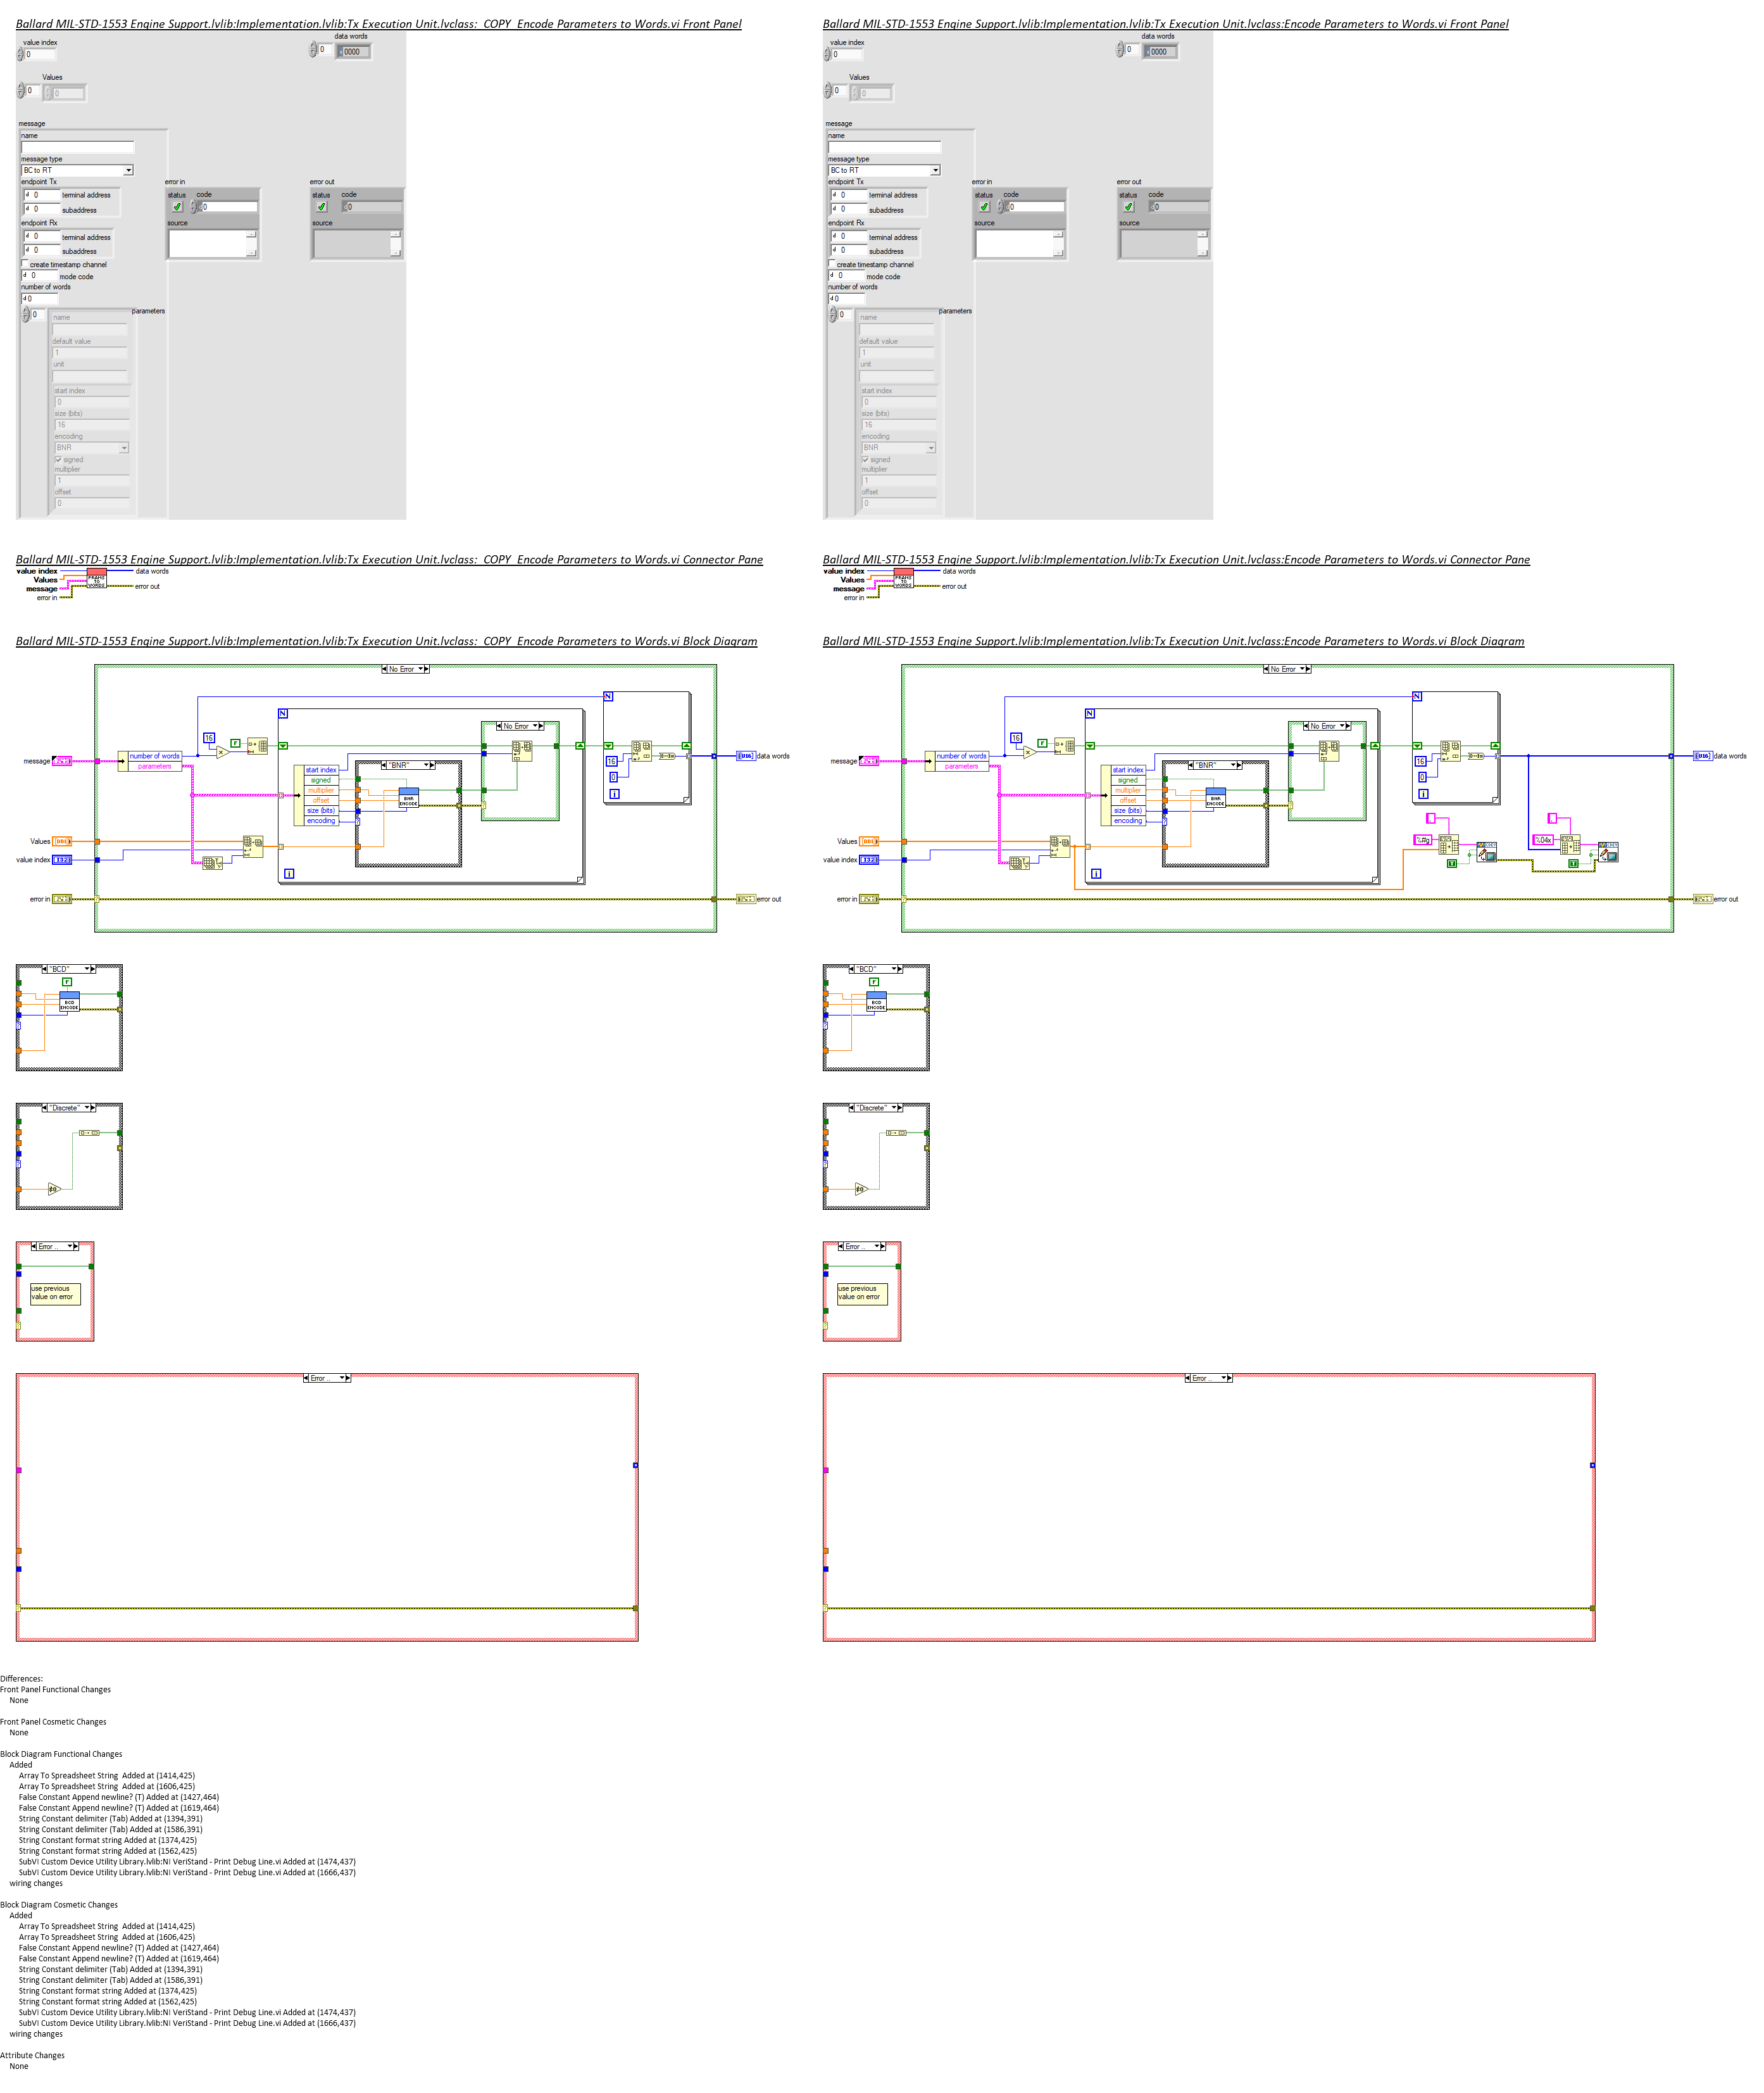 Ballard MIL-STD-1553 Engine Support.lvlib:Implementation.lvlib:Tx Execution Unit.lvclass:_COPY_Encode Parameters to Words.vi Front Panel
value index
0
data words
0
0000
Values
0
0
message
name
message type
BC to RT
endpoint Tx
d 0 terminal address
d 0 subaddress
endpoint Rx
d 0 terminal address
d 0 subaddress
create timestamp channel
d 0 mode code
number of words
d 0
0
parameters
name
default value
1
unit
start index
0
size (bits)
16
encoding
BNR
signed
multiplier
1
offset
0
error in
status code
0
source
error out
status code
0
source
Ballard MIL-STD-1553 Engine Support.lvlib:Implementation.lvlib:Tx Execution Unit.lvclass:Encode Parameters to Words.vi Front Panel
value index
0
data words
0
0000
Values
0
0
message
name
message type
BC to RT
endpoint Tx
d 0 terminal address
d 0 subaddress
endpoint Rx
d 0 terminal address
d 0 subaddress
create timestamp channel
d 0 mode code
number of words
d 0
0
parameters
name
default value
1
unit
start index
0
size (bits)
16
encoding
BNR
signed
multiplier
1
offset
0
error in
status code
0
source
error out
status code
0
source
Ballard MIL-STD-1553 Engine Support.lvlib:Implementation.lvlib:Tx Execution Unit.lvclass:_COPY_Encode Parameters to Words.vi Connector Pane
value index
Values
message
error in
PRAMS TO WORDS
data words
error out
Ballard MIL-STD-1553 Engine Support.lvlib:Implementation.lvlib:Tx Execution Unit.lvclass:Encode Parameters to Words.vi Connector Pane
value index
Values
message
error in
PRAMS TO WORDS
data words
error out
Ballard MIL-STD-1553 Engine Support.lvlib:Implementation.lvlib:Tx Execution Unit.lvclass:_COPY_Encode Parameters to Words.vi Block Diagram
No Error
N
N
16
F
No Error
message
number of words
parameters
start index
signed
multiplier
offset
size (bits)
encoding
"BNR"
BNR ENCODE
16
0
i
[U16] data words
Values
[DBL]
value index
I32
i
error in
error out
Ballard MIL-STD-1553 Engine Support.lvlib:Implementation.lvlib:Tx Execution Unit.lvclass:Encode Parameters to Words.vi Block Diagram
No Error
N
N
16
F
No Error
message
number of words
parameters
start index
signed
multiplier
offset
size (bits)
encoding
"BNR"
BNR ENCODE
16
0
i
[U16] data words
%#g
T
%04x
T
Values
[DBL]
value index
I32
i
error in
error out
"BCD"
F
BCD ENCODE
"BCD"
F
BCD ENCODE
"Discrete"
"Discrete"
Error ..
use previous
value on error
Error ..
use previous
value on error
Error ..
Error ..
Differences:
Front Panel Functional Changes
None
Front Panel Cosmetic Changes
None
Block Diagram Functional Changes
Added
Array To Spreadsheet String Added at (1414,425)
Array To Spreadsheet String Added at (1606,425)
False Constant Append newline? (T) Added at (1427,464)
False Constant Append newline? (T) Added at (1619,464)
String Constant delimiter (Tab) Added at (1394,391)
String Constant delimiter (Tab) Added at (1586,391)
String Constant format string Added at (1374,425)
String Constant format string Added at (1562,425)
SubVI Custom Device Utility Library.lvlib:NI VeriStand - Print Debug Line.vi Added at (1474,437)
SubVI Custom Device Utility Library.lvlib:NI VeriStand - Print Debug Line.vi Added at (1666,437)
wiring changes
Block Diagram Cosmetic Changes
Added
Array To Spreadsheet String Added at (1414,425)
Array To Spreadsheet String Added at (1606,425)
False Constant Append newline? (T) Added at (1427,464)
False Constant Append newline? (T) Added at (1619,464)
String Constant delimiter (Tab) Added at (1394,391)
String Constant delimiter (Tab) Added at (1586,391)
String Constant format string Added at (1374,425)
String Constant format string Added at (1562,425)
SubVI Custom Device Utility Library.lvlib:NI VeriStand - Print Debug Line.vi Added at (1474,437)
SubVI Custom Device Utility Library.lvlib:NI VeriStand - Print Debug Line.vi Added at (1666,437)
wiring changes
Attribute Changes
None